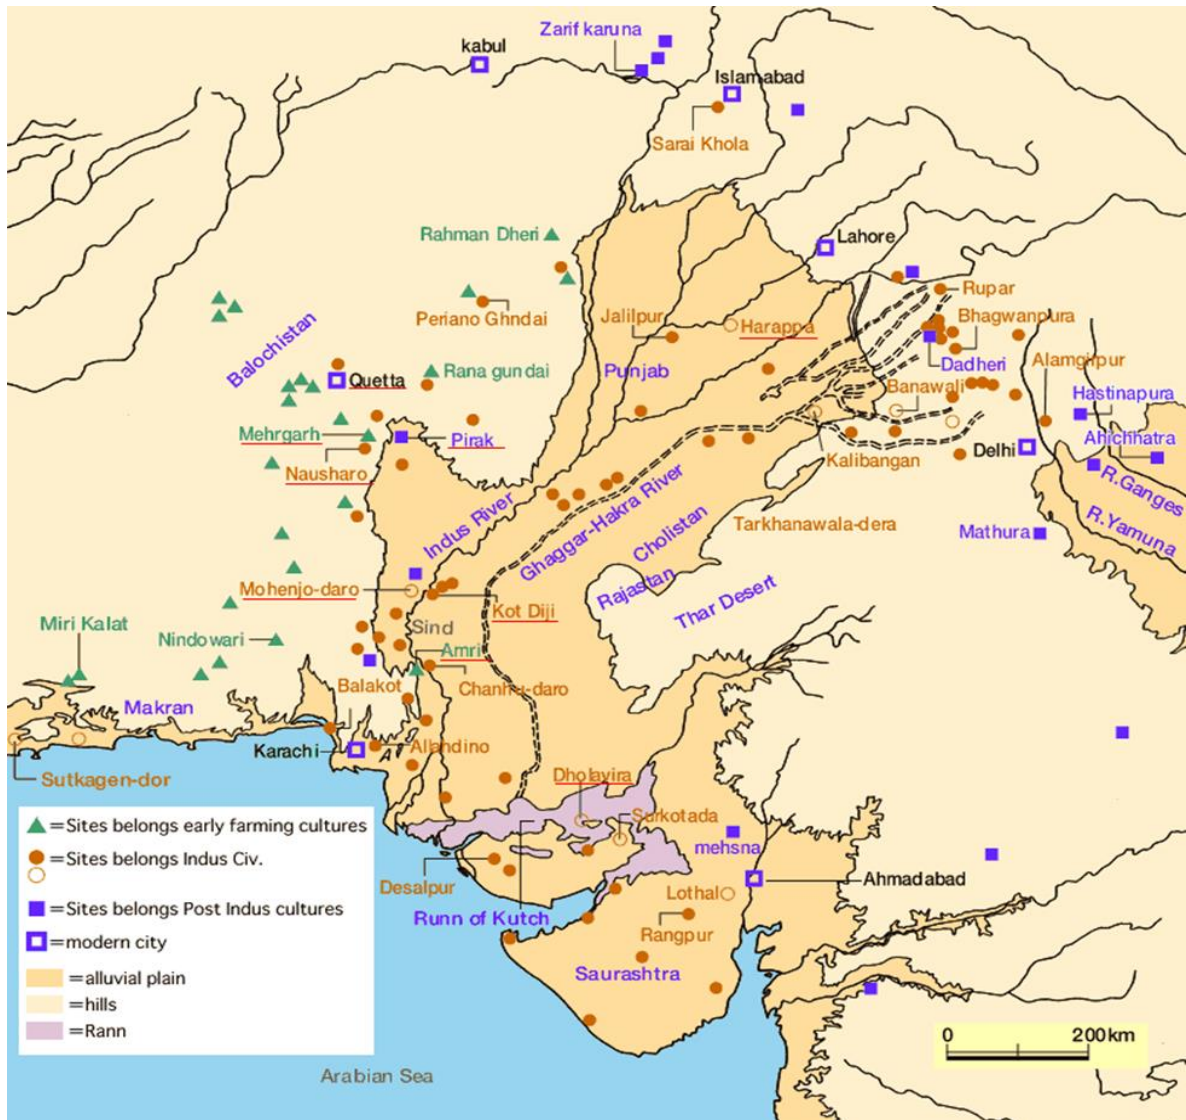 Zarif karuna
kabul
Islamabad
Sarai Khola
Rahman Dheri
Lahore
Periano Ghndai
Jalilpur
Harappa
Rupar
Bhagwanpura
Balochistan
Quetta
Rana gundai
Punjab
Dadheri
Alamgirpur
Banawali
Hastinapura
Mehrgarh
Pirak
Ahichhatra
Nausharo
Kalibangan
Delhi
R.Ganges
Indus River
Ghaggar-Hakra River
Cholistan
Tarkhanawala-dera
R.Yamuna
Mathura
Mohenjo-daro
Kot Diji
Rajastan
Thar Desert
Miri Kalat
Nindowari
Sind
Amri
Balakot
Chanhu-daro
Makran
Karachi
Allahdino
Sutkagen-dor
Dholavira
Surkotada
mehsna
Desalpur
Lothal
Ahmadabad
Runn of Kutch
Rangpur
Saurashtra
=Sites belongs early farming cultures
=Sites belongs Indus Civ.
=Sites belongs Post Indus cultures
=modern city
=alluvial plain
=hills
=Rann
0 200km
Arabian Sea